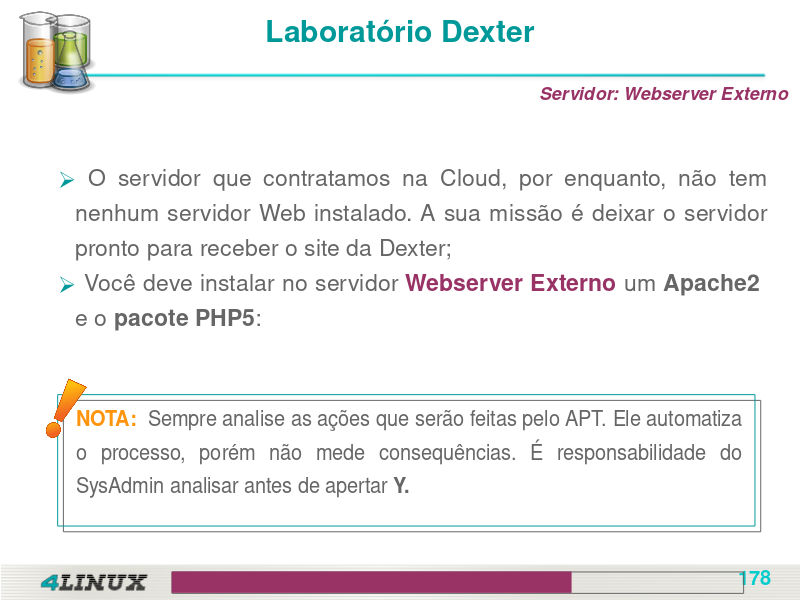 Laboratório Dexter
Servidor: Webserver Externo
O servidor que contratamos na Cloud, por enquanto, não tem
nenhum servidor Web instalado. A sua missão é deixar o servidor
pronto para receber o site da Dexter;
Você deve instalar no servidor Webserver Externo um Apache2
e o pacote PHP5:
NOTA: Sempre analise as ações que serão feitas pelo APT. Ele automatiza
o processo, porém não mede consequências. É responsabilidade do
SysAdmin analisar antes de apertar Y.
4LINUX
178